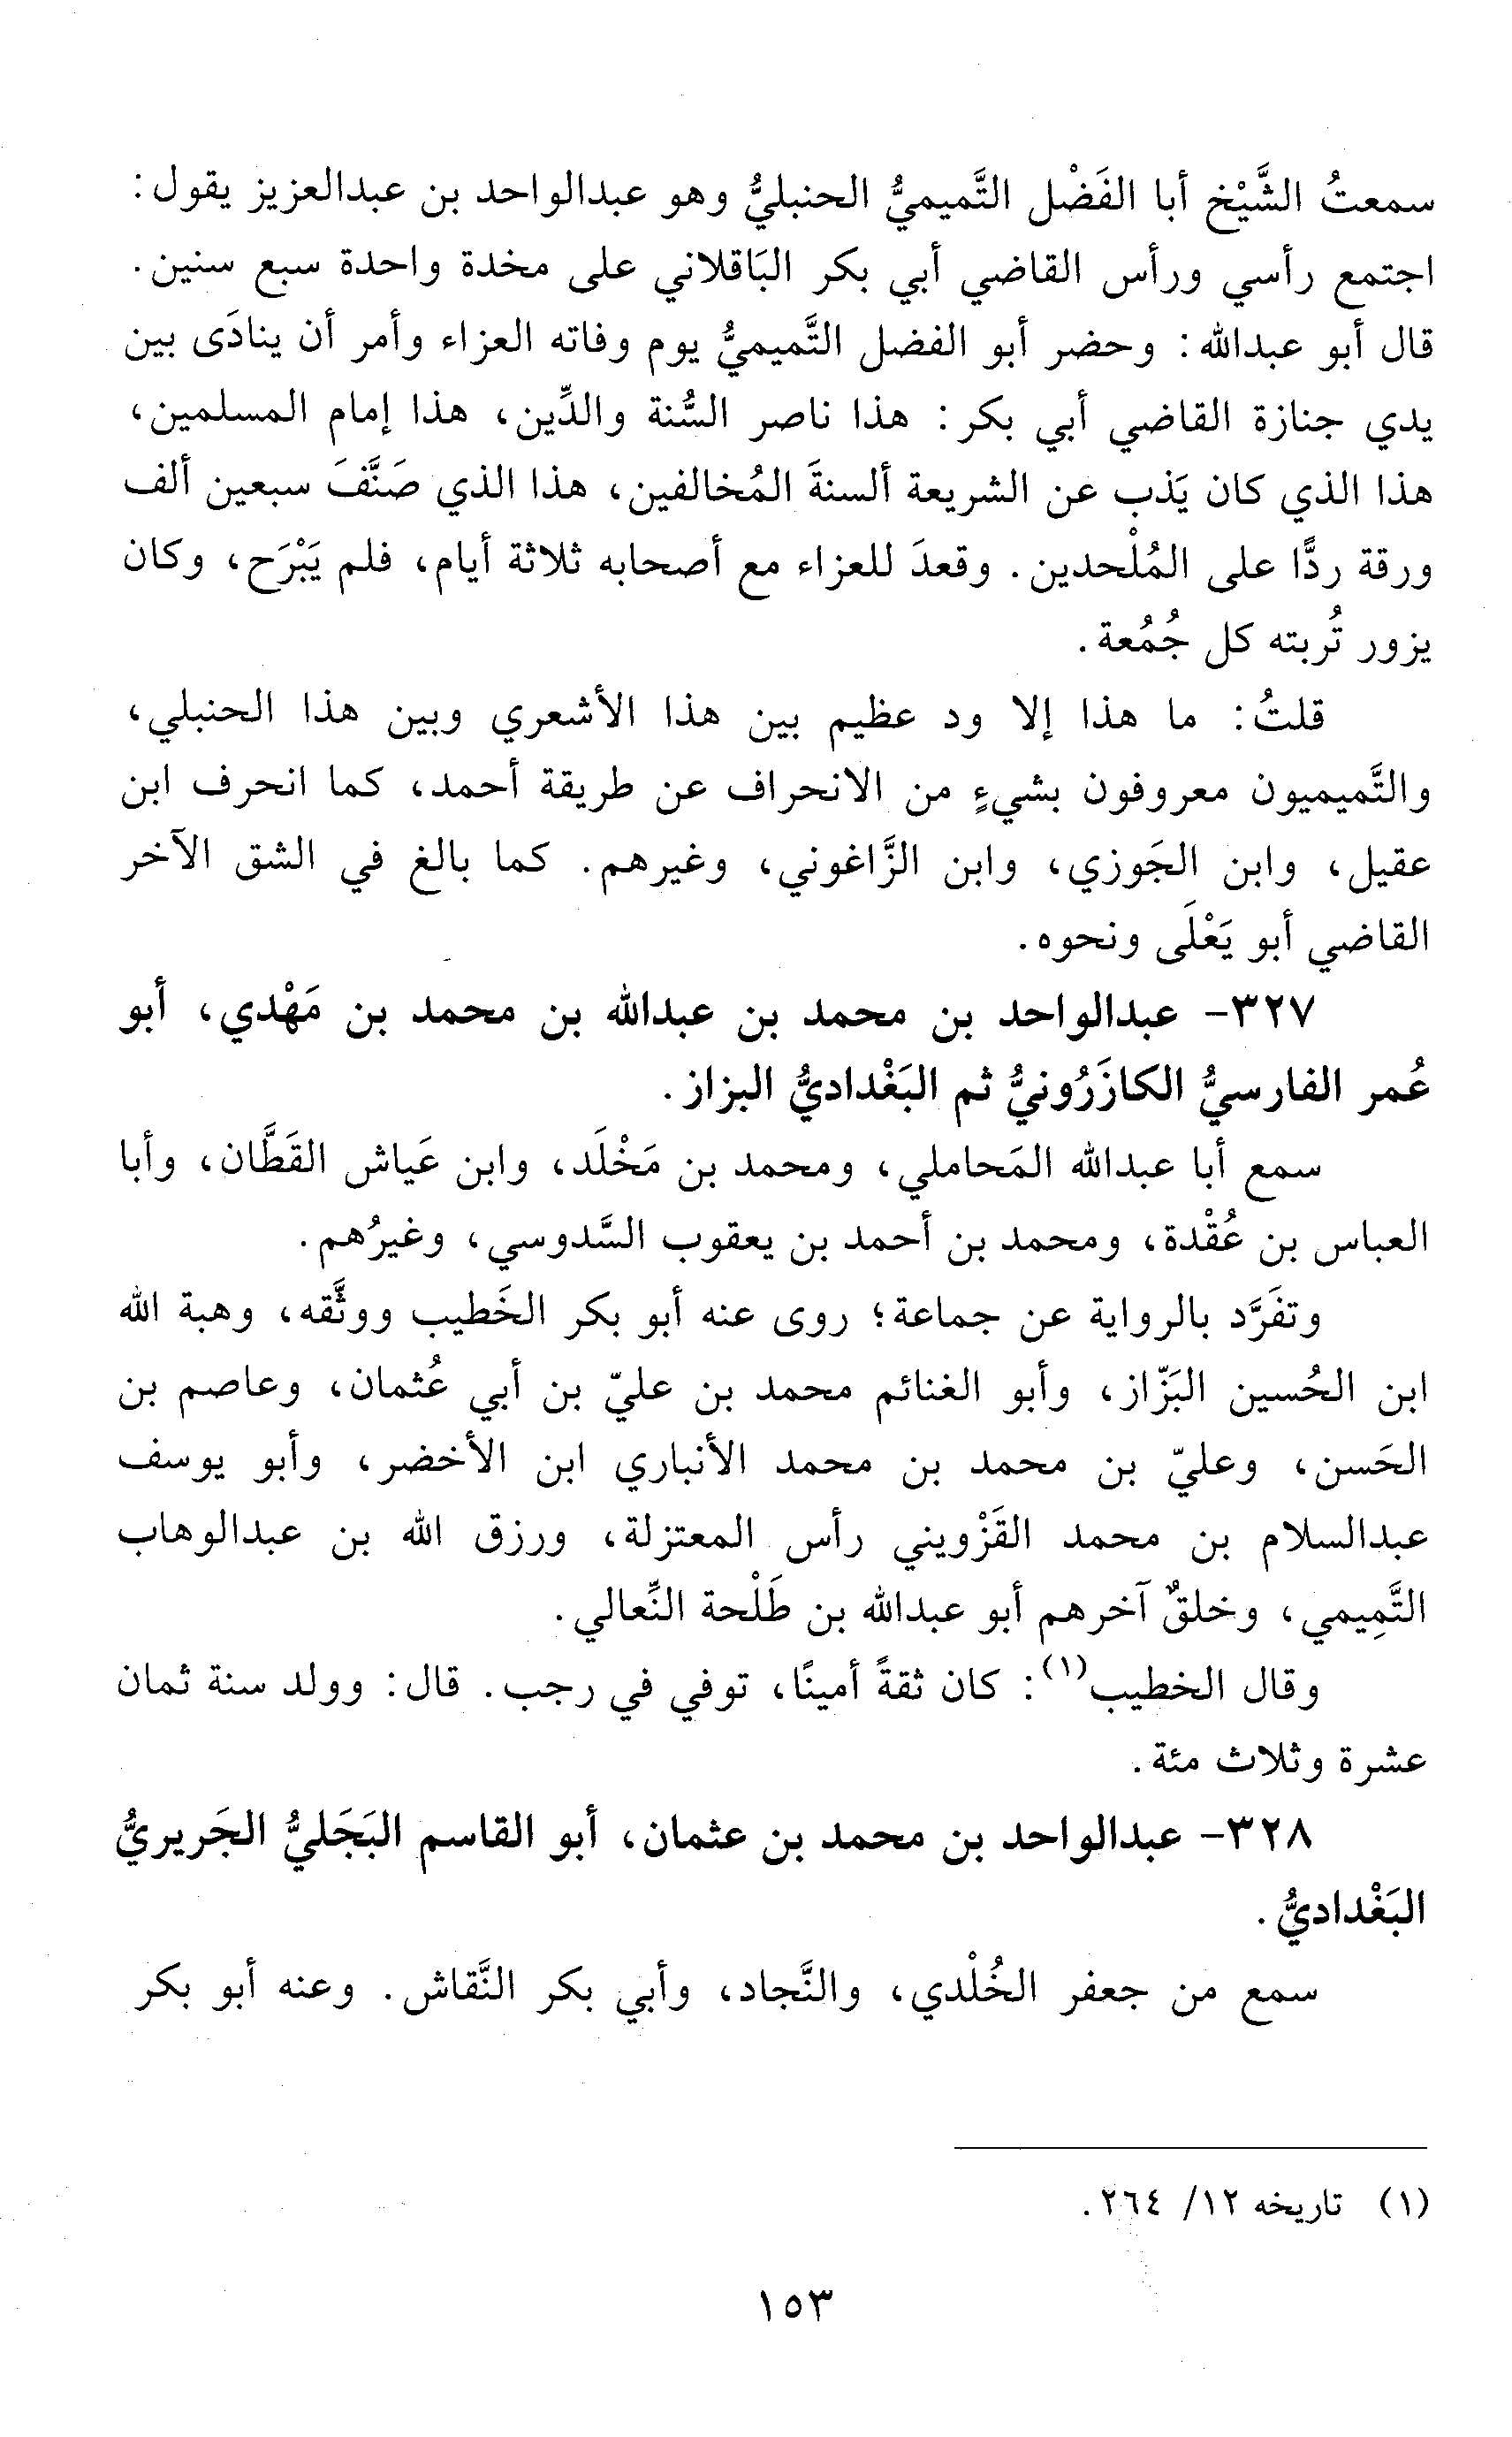 سمعتُ الشَّيْخ أبا الفَضْل التَّميميُّ الحنبليُّ وهو عبدالواحد بن عبدالعزيز يقول:
اجتمع رأسي ورأس القاضي أبي بكر البَاقلاني على مخدة واحدة سبع سنين.
قال أبو عبدالله: وحضر أبو الفضل التَّميميُّ يوم وفاته العزاء وأمر أن ينادَى بين
يدي جنازة القاضي أبي بكر: هذا ناصر السُّنة والدِّين، هذا إمام المسلمين،
هذا الذي كان يَذب عن الشريعة ألسنةَ المُخالفين، هذا الذي صَنَّفَ سبعين ألف
ورقة ردًّا على المُلْحدين. وقعدَ للعزاء مع أصحابه ثلاثة أيام، فلم يَبْرَح، وكان
يزور تُربته كل جُمُعة.
قلتُ: ما هذا إلا ود عظيم بين هذا الأشعري وبين هذا الحنبلي،
والتَّميميون معروفون بشيءٍ من الانحراف عن طريقة أحمد، كما انحرف ابن
عقيل، وابن الجَوزي، وابن الزَّاغوني، وغيرهم. كما بالغ في الشق الآخر
القاضي أبو يَعْلَى ونحوه.
٣٢٧- عبدالواحد بن محمد بن عبدالله بن محمد بن مَهْدي، أبو
عُمر الفارسيُّ الكازَرُونيُّ ثم البَغْداديُّ البزاز.
سمع أبا عبدالله المَحاملي، ومحمد بن مَخْلَد، وابن عَياش القَطَّان، وأبا
العباس بن عُقْدة، ومحمد بن أحمد بن يعقوب السَّدوسي، وغيرُهم.
وتفَرَّد بالرواية عن جماعة؛ روى عنه أبو بكر الخَطيب ووثَّقه، وهبة الله
ابن الحُسين البَزّاز، وأبو الغنائم محمد بن عليّ بن أبي عُثمان، وعاصم بن
الحَسن، وعليّ بن محمد بن محمد الأنباري ابن الأخضر، وأبو يوسف
عبدالسلام بن محمد القَزْويني رأس المعتزلة، ورزق الله بن عبدالوهاب
التَّمِيمي، وخلقٌ آخرهم أبو عبدالله بن طَلْحة النِّعالي.
وقال الخطيب(١): كان ثقةً أمينًا، توفي في رجب. قال: وولد سنة ثمان
عشرة وثلاث مئة.
٣٢٨- عبدالواحد بن محمد بن عثمان، أبو القاسم البَجَليُّ الجَريريُّ
البَغْداديُّ.
سمع من جعفر الخُلْدي، والنَّجاد، وأبي بكر النَّقاش. وعنه أبو بكر
(١) تاريخه ١٢/ ٢٦٤.
١٥٣